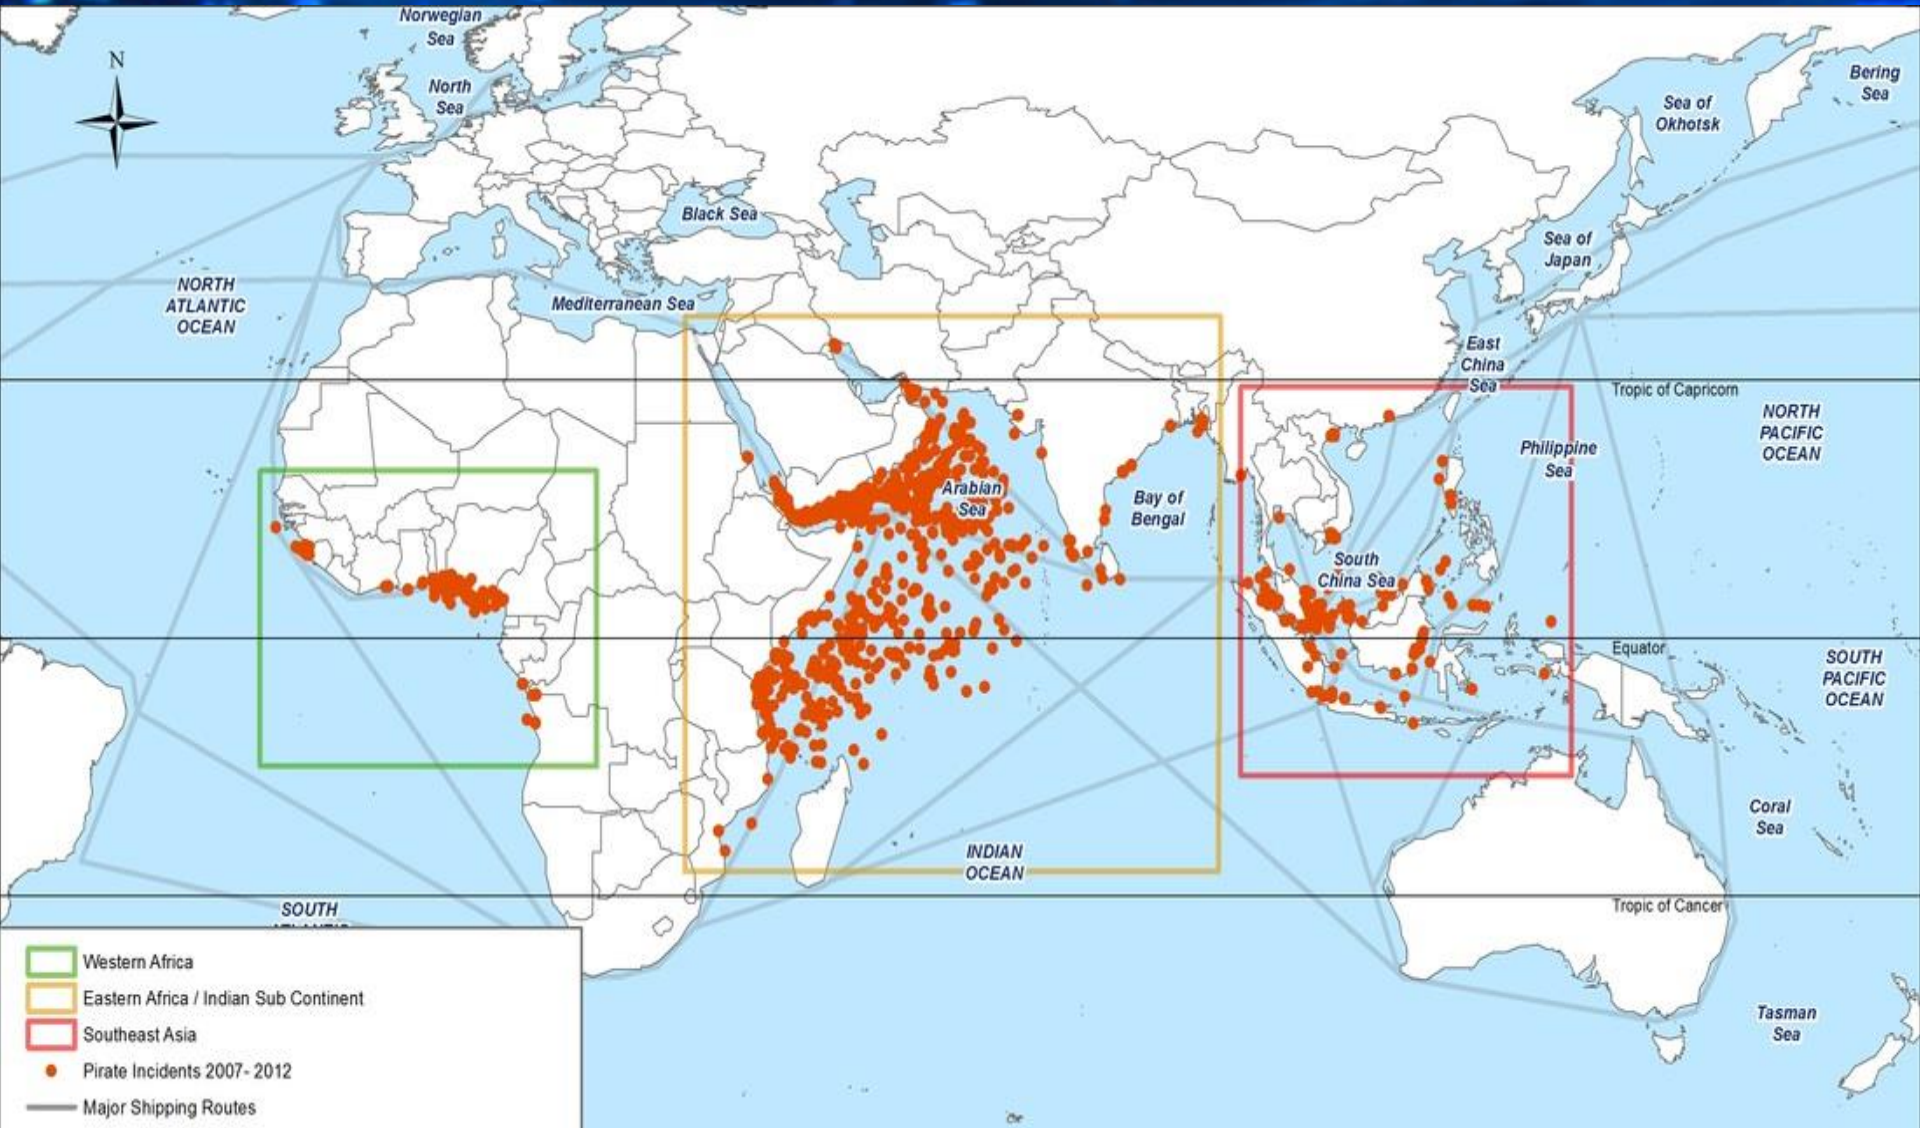 Norwegian
Sea
North
Sea
N
Bering
Sea
Sea of
Okhotsk
Black Sea
Sea of
Japan
NORTH
ATLANTIC
OCEAN
Mediterranean Sea
East
China
Sea
Tropic of Capricorn
NORTH
PACIFIC
OCEAN
Philippine
Sea
Arabian
Sea
Bay of
Bengal
South
China Sea
Equator
SOUTH
PACIFIC
OCEAN
Coral
Sea
INDIAN
OCEAN
Tropic of Cancer
SOUTH
Tasman
Sea
Western Africa
Eastern Africa / Indian Sub Continent
Southeast Asia
Pirate Incidents 2007- 2012
Major Shipping Routes